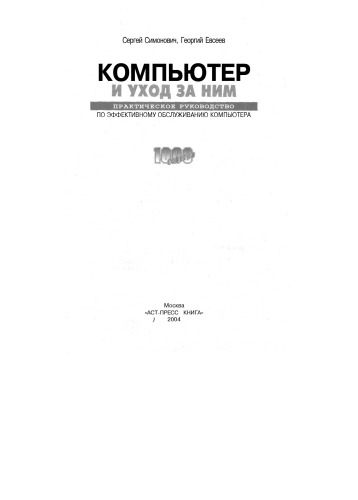 Сергей Симонович, Георгий Евсеев
КОМПЬЮТЕР
И УХОД ЗА НИМ
ПРАКТИЧЕСКОЕ РУКОВОДСТВО
ПО ЭФФЕКТИВНОМУ ОБСЛУЖИВАНИЮ КОМПЬЮТЕРА
Москва
«АСТ-ПРЕСС КНИГА»
2004